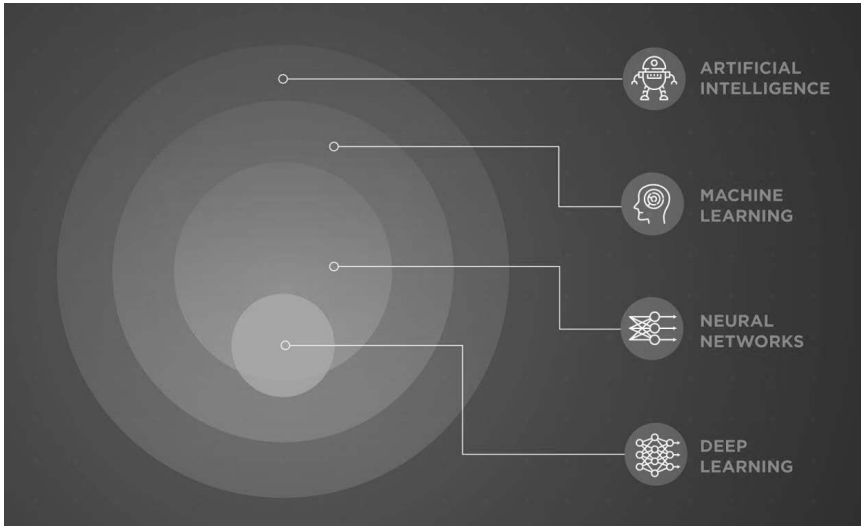 ARTIFICIAL
INTELLIGENCE
MACHINE
LEARNING
NEURAL
NETWORKS
DEEP
LEARNING